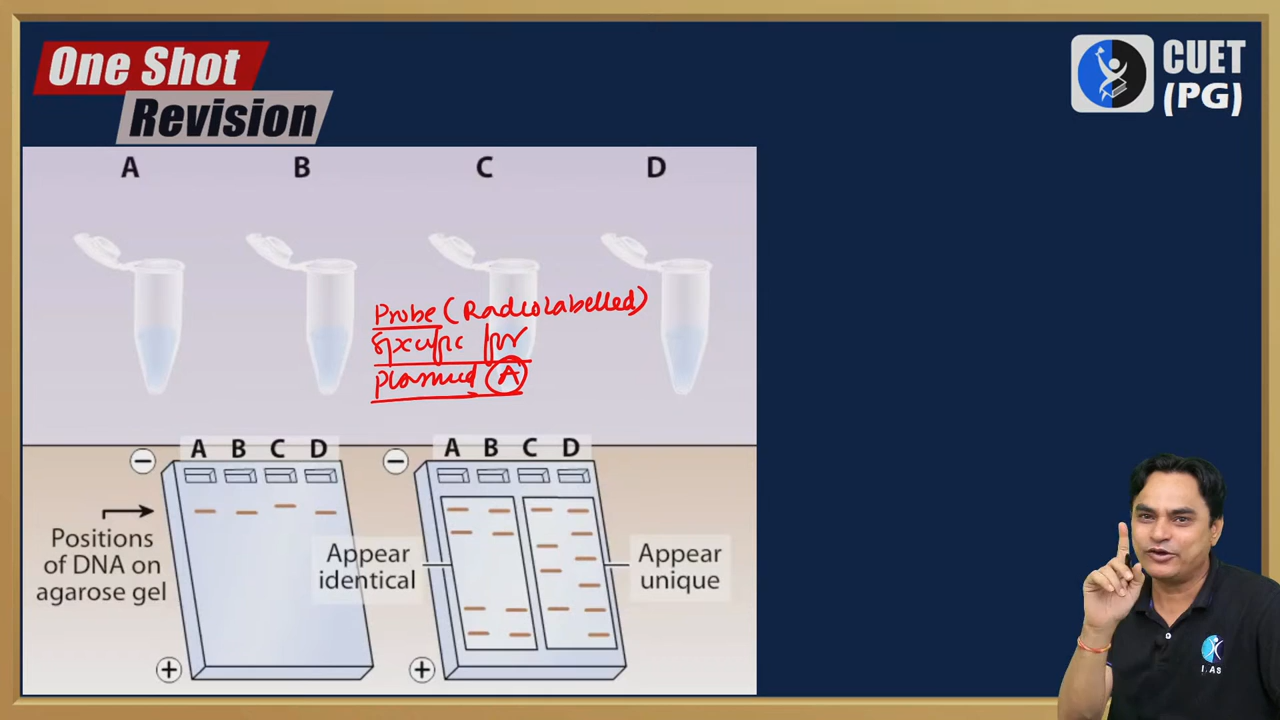 One Shot
Revision
CUET
(PG)
A B C D
Probe (Radiolabelled)
specific for
plasmid A
A B C D
A B C D
Positions
of DNA on
agarose gel
Appear
identical
Appear
unique